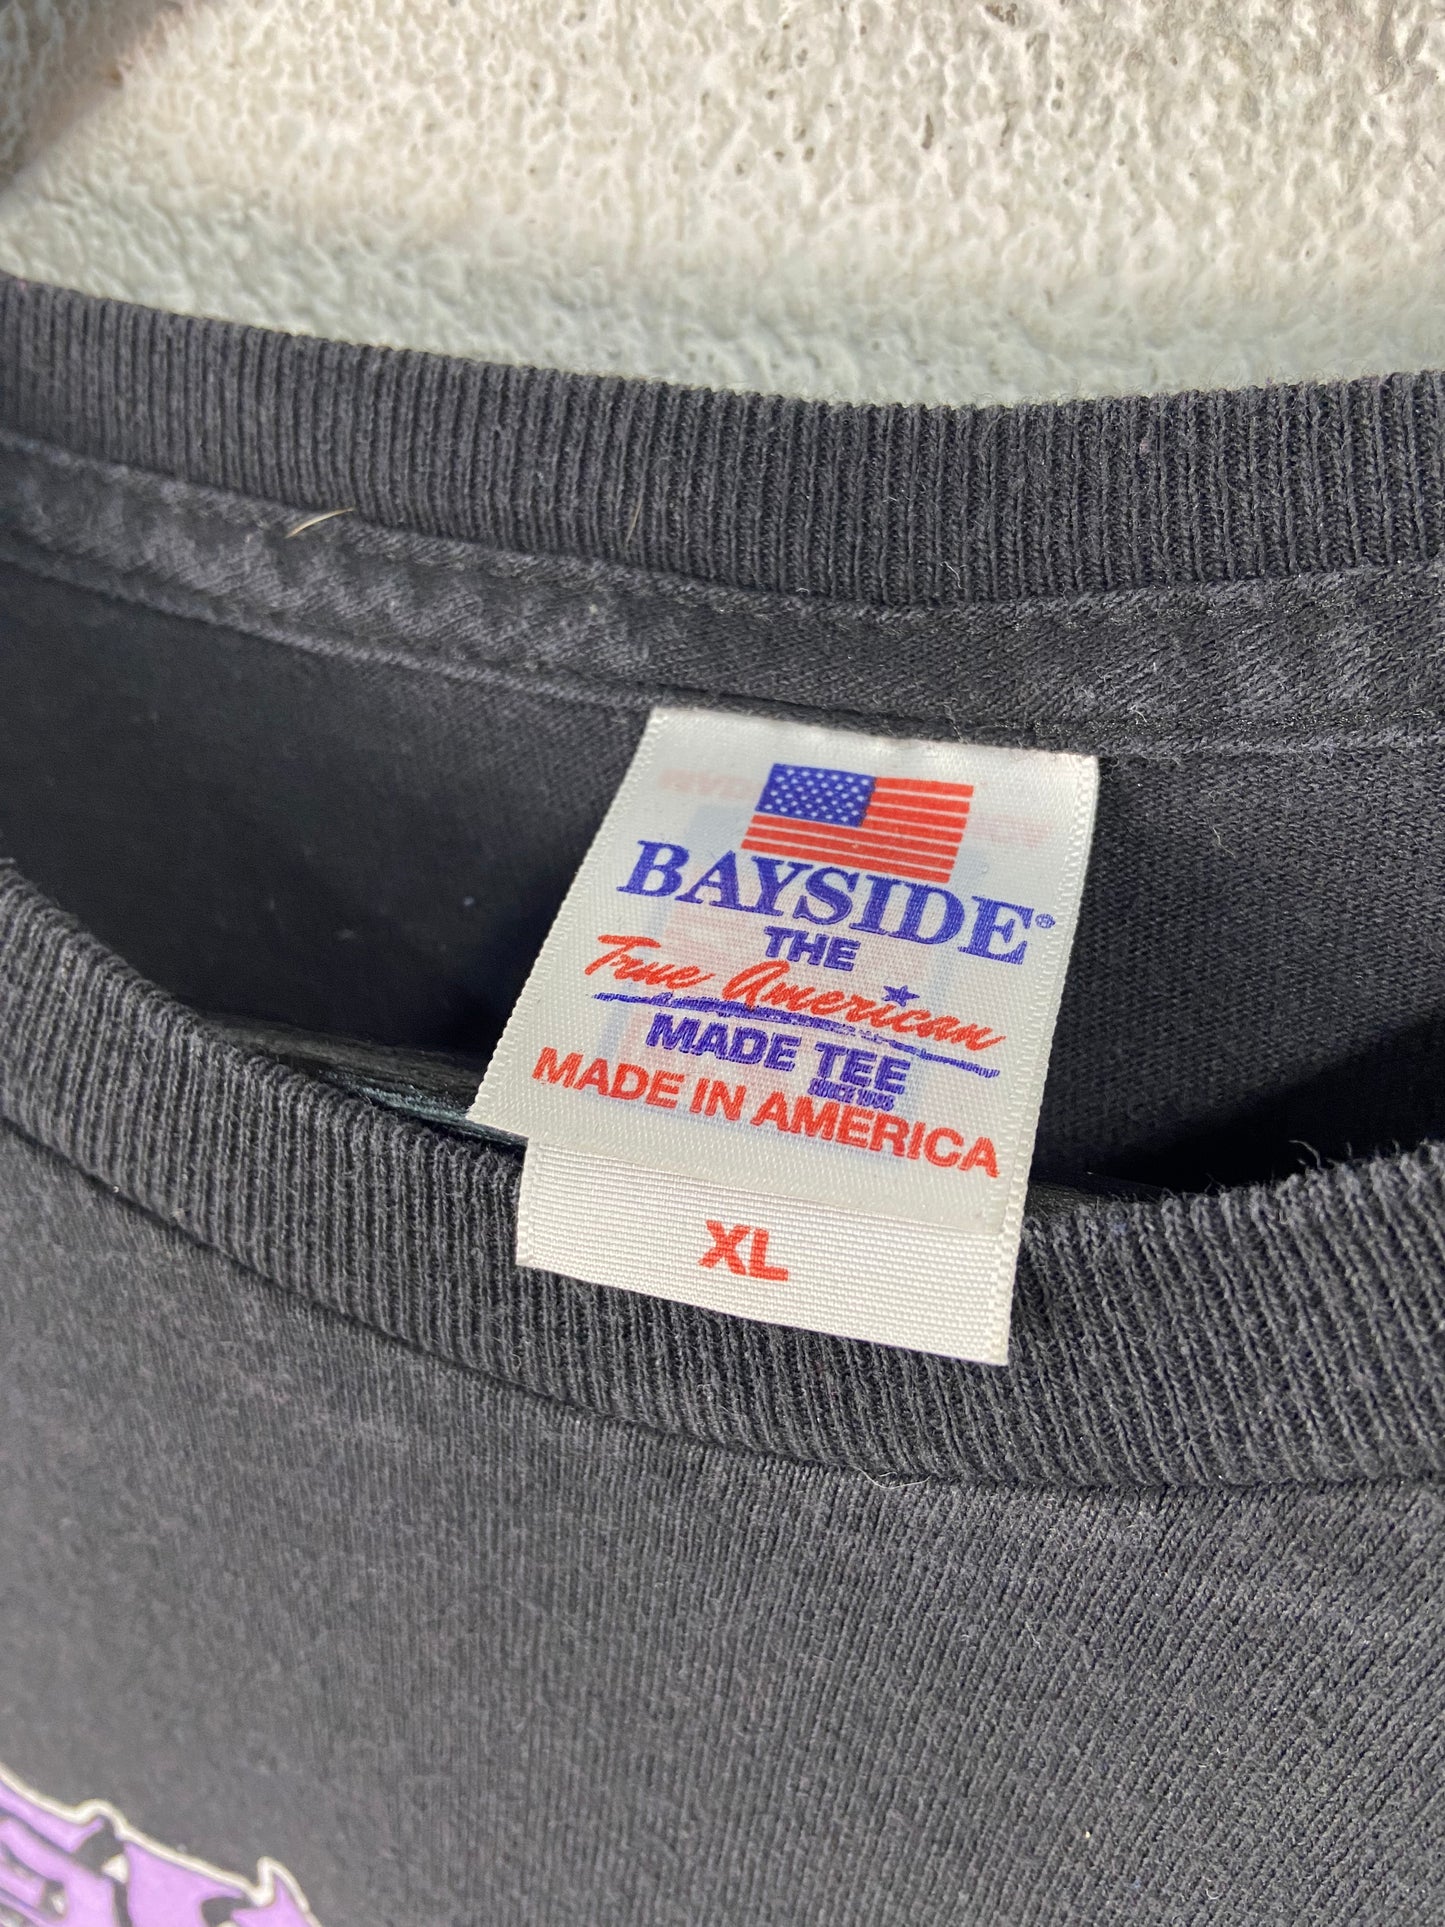 BAYSIDE®
THE
True American
MADE TEE
MADE IN AMERICA
XL